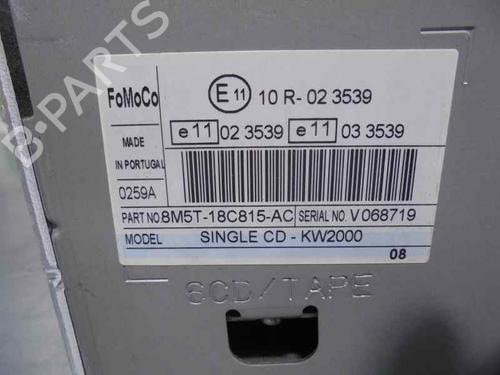 B-PARTS
FoMoCo
E 11 10 R- 02 3539
MADE
IN PORTUGAL
e 11 02 3539 e 11 03 3539
0259A
PART NO 8M5T-18C815-AC SERIAL NO. V 068719
MODEL SINGLE CD - KW2000
08
6CD/TAPE